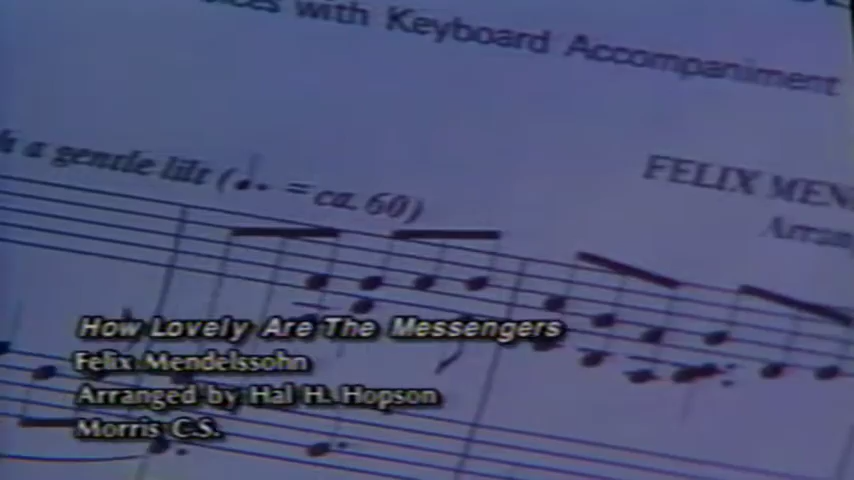 with Keyboard Accompaniment
a gentle lilt ( = ca. 60)
FELIX
How Lovely Are The Messengers
Felix Mendelssohn
Arranged by Hal H. Hopson
Morris C.S.